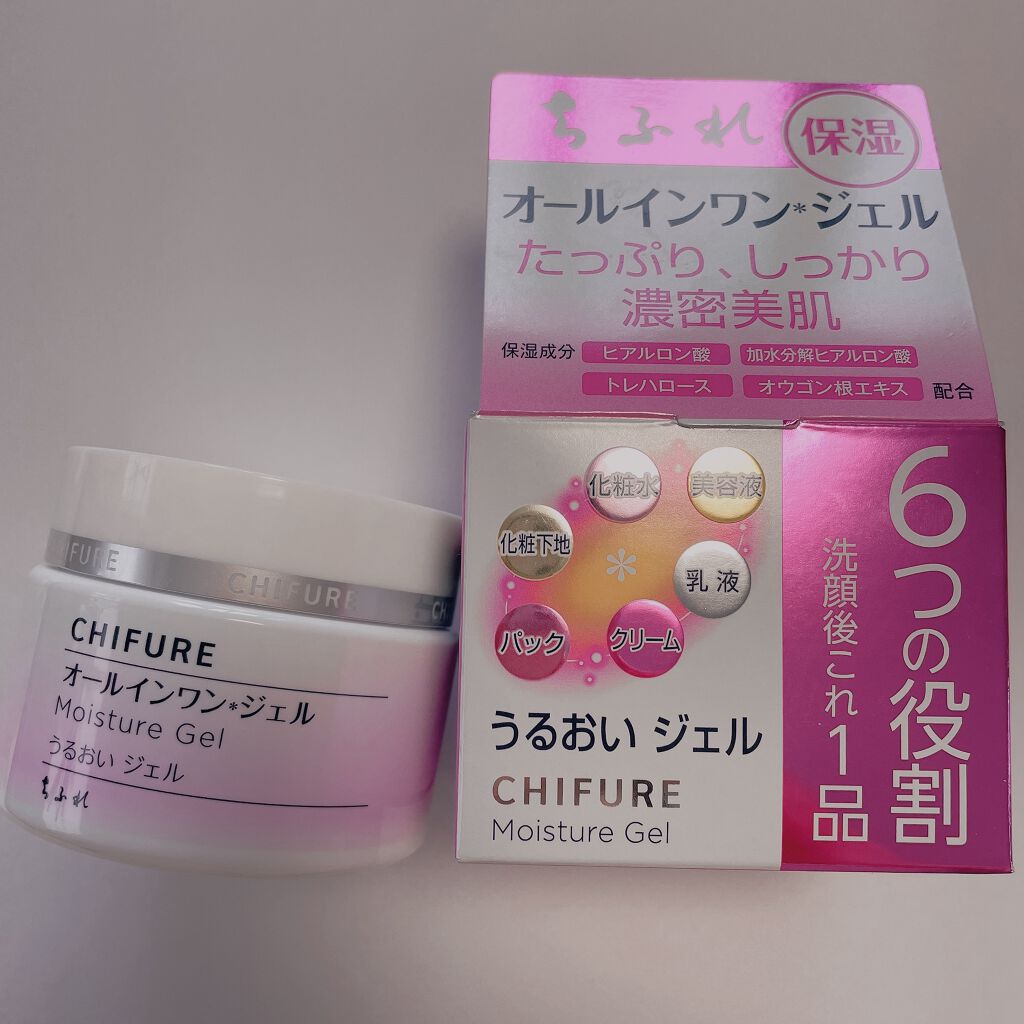 ちふれ
保湿
オールインワン*ジェル
たっぷり、しっかり
濃密美肌
保湿成分 ヒアルロン酸 加水分解ヒアルロン酸
トレハロース オウゴン根エキス 配合
化粧水 美容液
化粧下地 乳液
パック クリーム
*
うるおい ジェル
CHIFURE
Moisture Gel
6つの役割
洗顔後これ1品
CHIFURE
CHIFURE
オールインワン*ジェル
Moisture Gel
うるおい ジェル
ちふれ